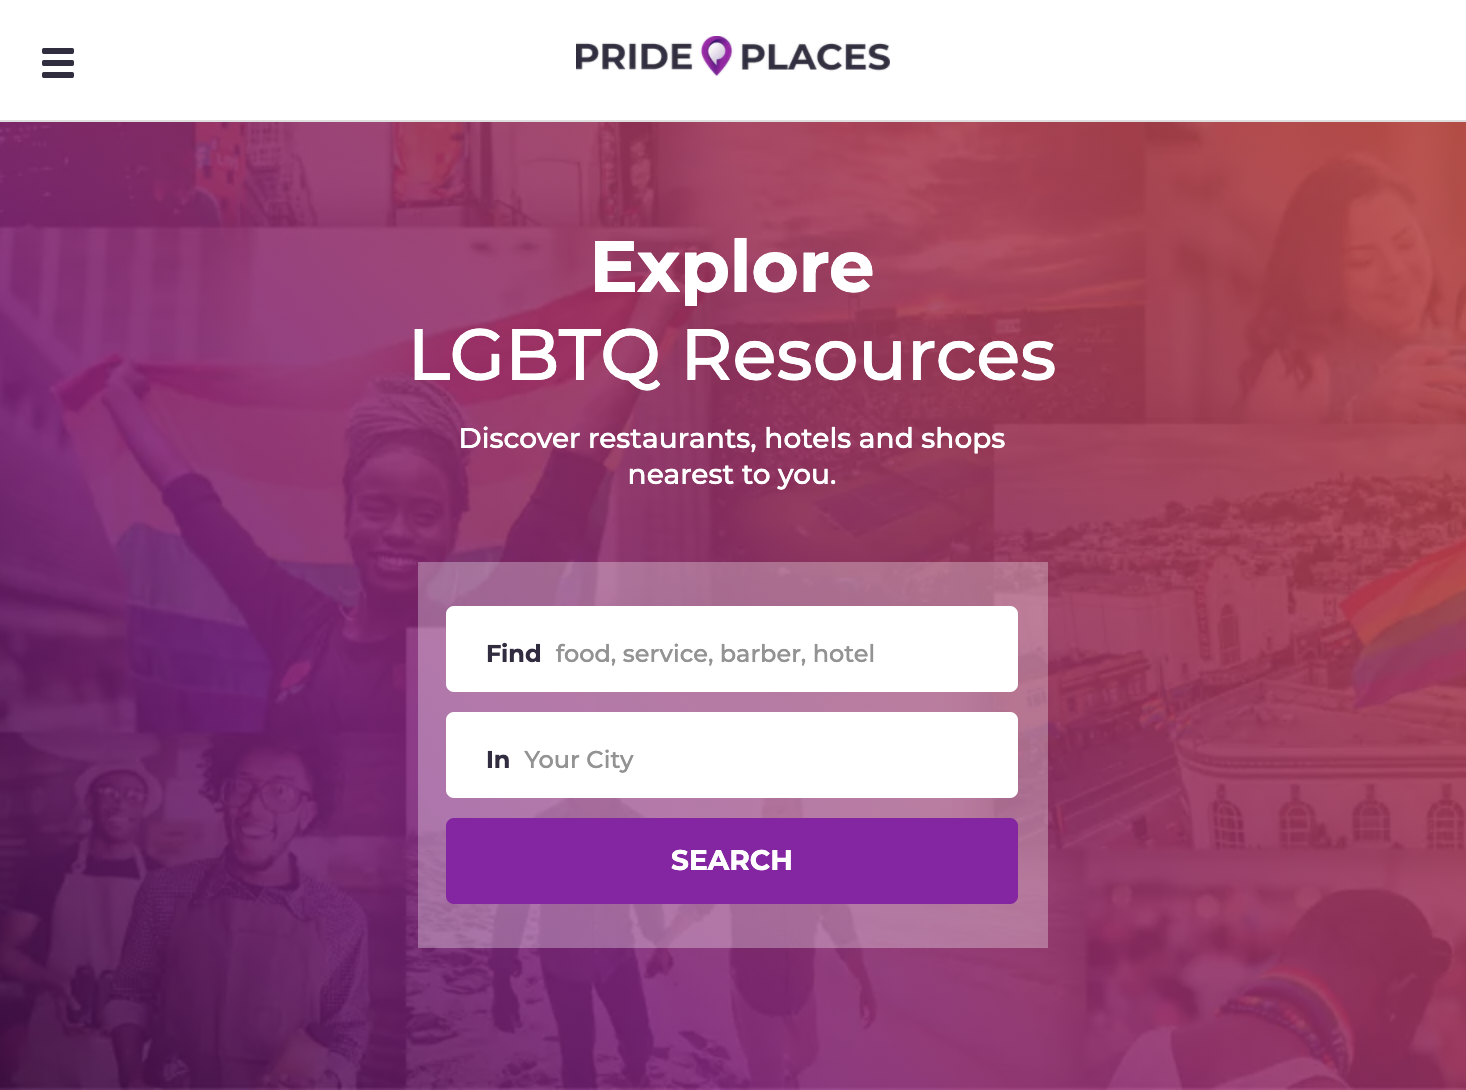 PRIDE PLACES
Explore
LGBTQ Resources
Discover restaurants, hotels and shops
nearest to you.
Find food, service, barber, hotel
In Your City
SEARCH